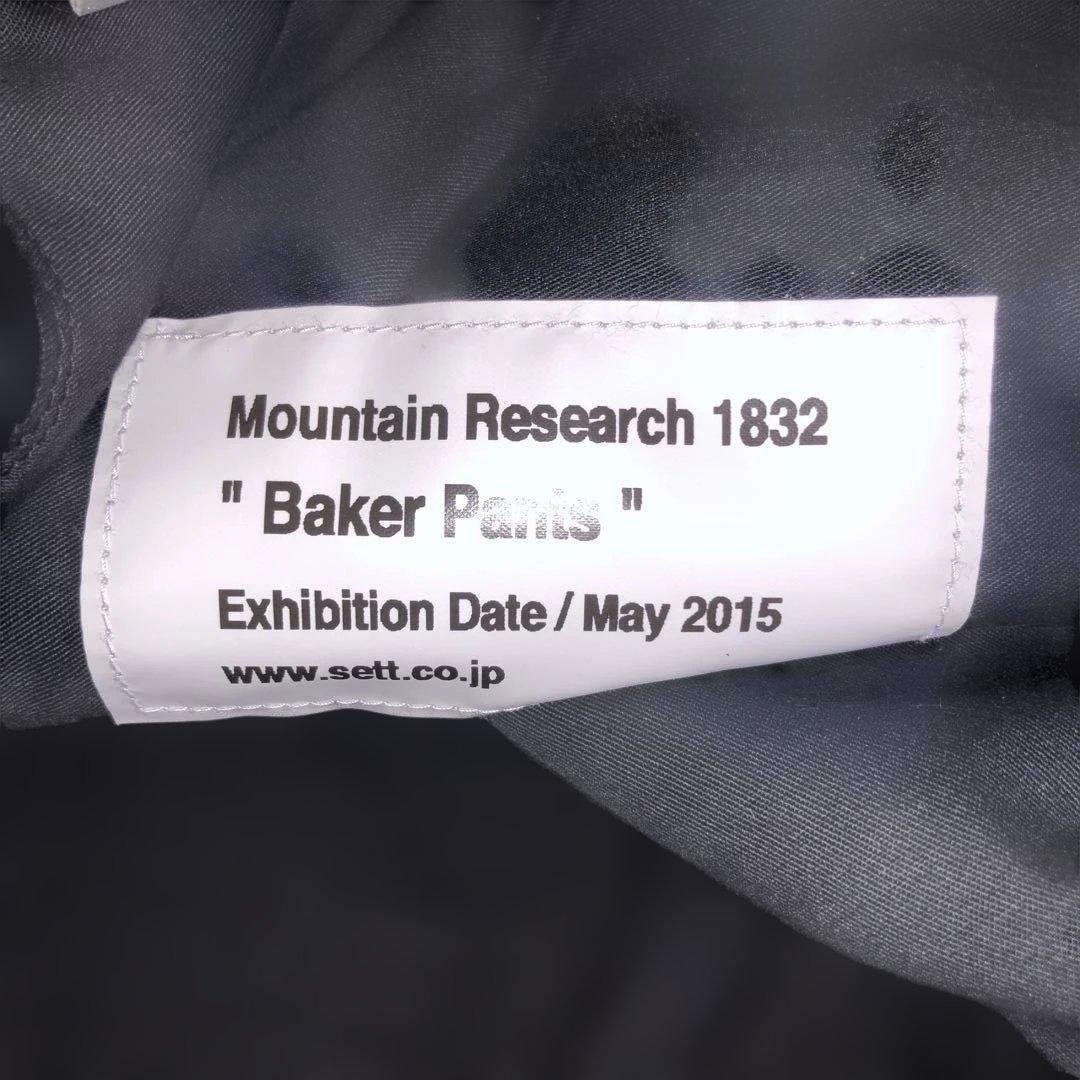 Mountain Research 1832
" Baker Pants "
Exhibition Date / May 2015
www.sett.co.jp